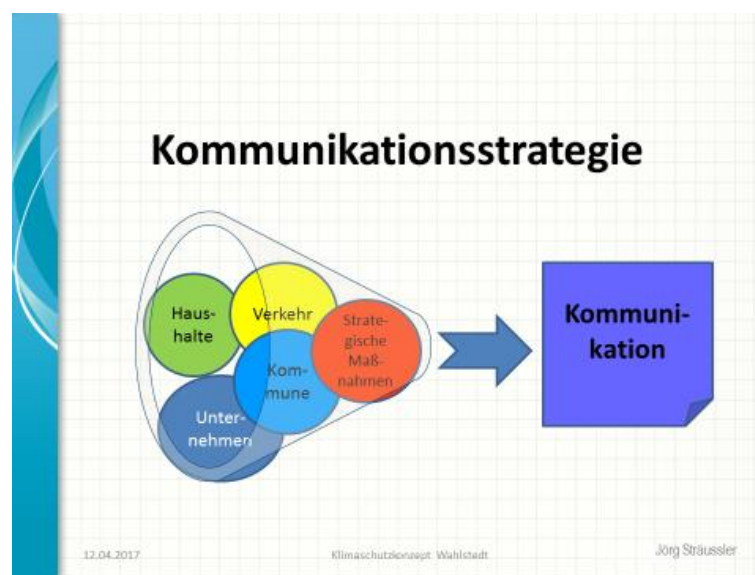 Kommunikationsstrategie
Haus-
halte
Verkehr
Strate-
gische
Maß-
nahmen
Kom-
mune
Unter-
nehmen
Kommuni-
kation
12.04.2017
Klimaschutzkonzept Wahlstedt
Jörg Sträussler